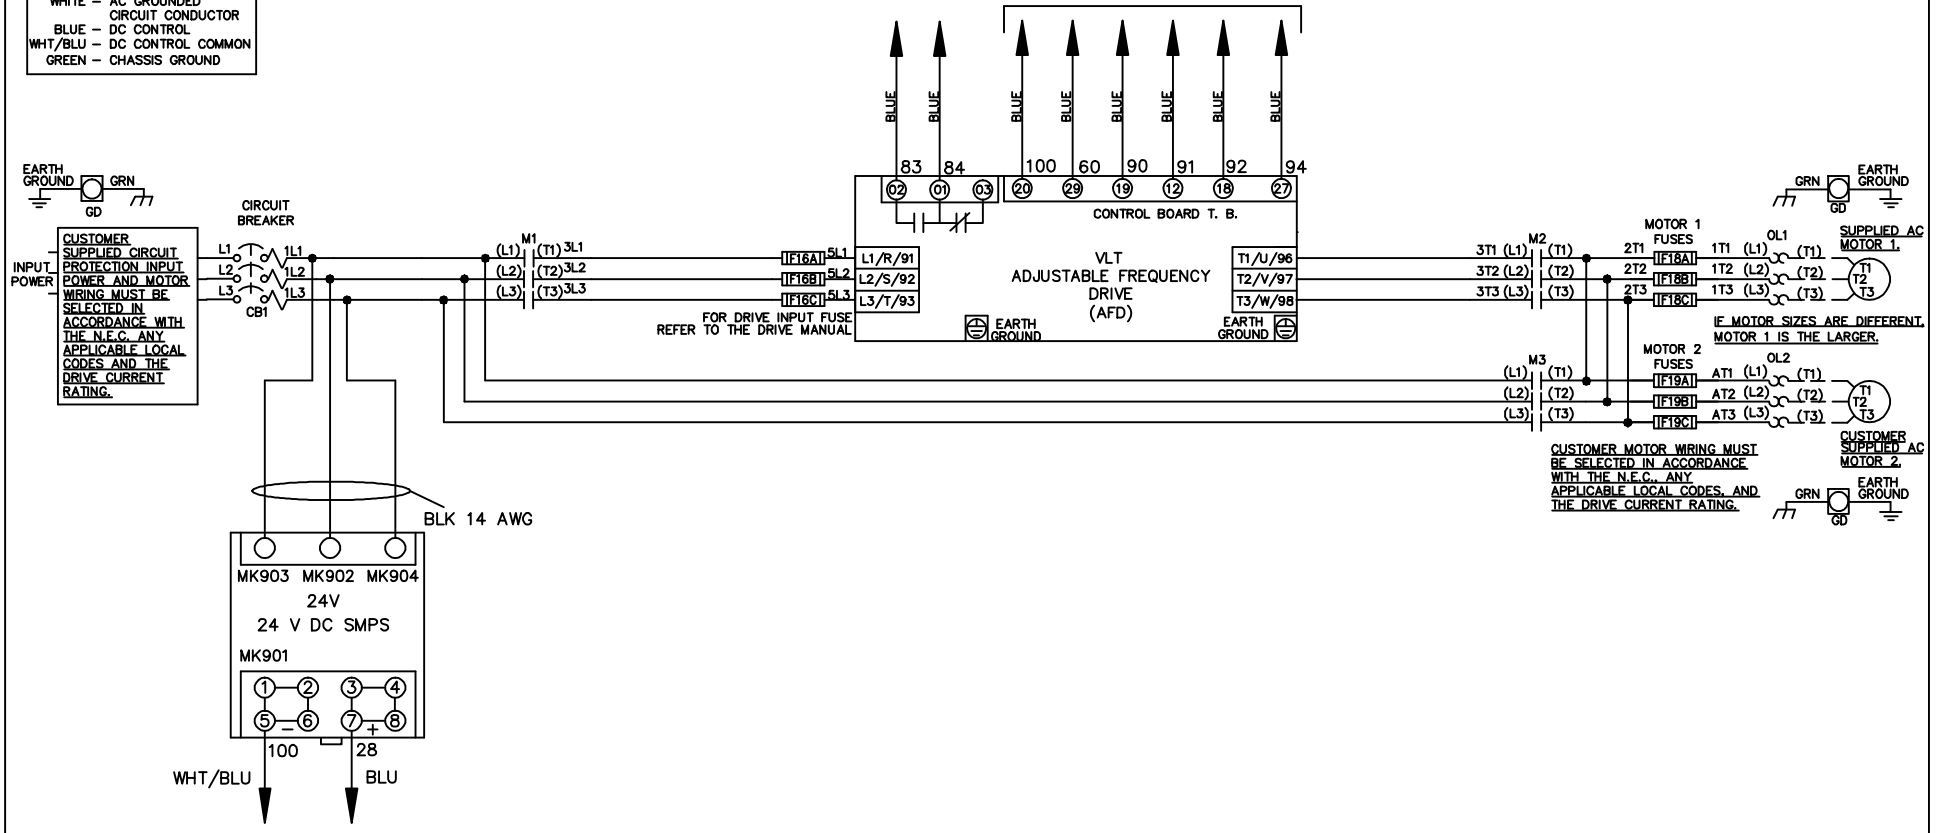 WHITE – AC GROUNDED
CIRCUIT CONDUCTOR
BLUE – DC CONTROL
WHT/BLU – DC CONTROL COMMON
GREEN – CHASSIS GROUND
BLUE BLUE BLUE BLUE BLUE BLUE BLUE BLUE
83 84 100 60 90 91 92 94
02 01 03 20 29 19 12 18 27
CONTROL BOARD T. B.
EARTH
GROUND
GRN
GD
CIRCUIT
BREAKER
INPUT
POWER
CUSTOMER
SUPPLIED CIRCUIT
PROTECTION INPUT
POWER AND MOTOR
WIRING MUST BE
SELECTED IN
ACCORDANCE WITH
THE N.E.C. ANY
APPLICABLE LOCAL
CODES AND THE
DRIVE CURRENT
RATING.
L1 1L1
L2 1L2
L3 1L3
CB1
M1
(L1) (T1) 3L1
(L2) (T2) 3L2
(L3) (T3) 3L3
F16A 5L1
F16B 5L2
F16C 5L3
FOR DRIVE INPUT FUSE
REFER TO THE DRIVE MANUAL
L1/R/91
L2/S/92
L3/T/93
VLT
ADJUSTABLE FREQUENCY
DRIVE
(AFD)
EARTH
GROUND
EARTH
GROUND
T1/U/96
T2/V/97
T3/W/98
M2
3T1 (L1) (T1)
3T2 (L2) (T2)
3T3 (L3) (T3)
MOTOR 1
FUSES
2T1 F18A 1T1 (L1)
2T2 F18B 1T2 (L2)
2T3 F18C 1T3 (L3)
OL1
(T1)
(T2)
(T3)
T1
T2
T3
GRN
GD
EARTH
GROUND
SUPPLIED AC
MOTOR 1.
IF MOTOR SIZES ARE DIFFERENT,
MOTOR 1 IS THE LARGER.
M3
(L1) (T1)
(L2) (T2)
(L3) (T3)
MOTOR 2
FUSES
F19A AT1 (L1)
F19B AT2 (L2)
F19C AT3 (L3)
OL2
(T1)
(T2)
(T3)
T1
T2
T3
CUSTOMER
SUPPLIED AC
MOTOR 2.
CUSTOMER MOTOR WIRING MUST
BE SELECTED IN ACCORDANCE
WITH THE N.E.C., ANY
APPLICABLE LOCAL CODES, AND
THE DRIVE CURRENT RATING.
GRN
GD
EARTH
GROUND
BLK 14 AWG
MK903 MK902 MK904
24V
24 V DC SMPS
MK901
1 2 3 4
5 – 6 7 + 8
100 28
WHT/BLU BLU